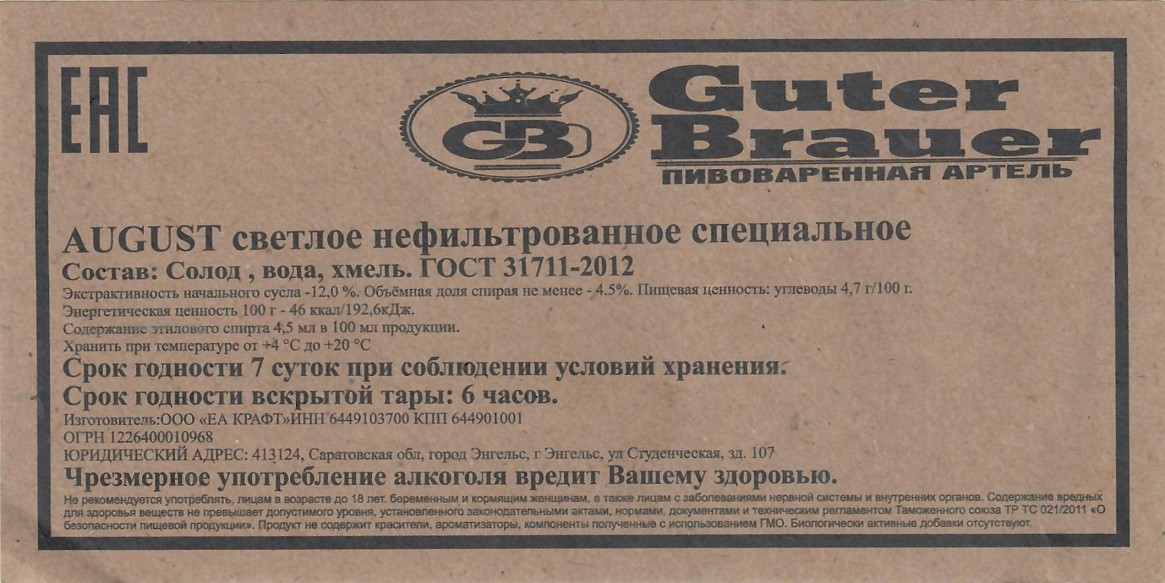 EAC
GB
Guter
Brauer
ПИВОВАРЕННАЯ АРТЕЛЬ
AUGUST светлое нефильтрованное специальное
Состав: Солод , вода, хмель. ГОСТ 31711-2012
Экстрактивность начального сусла -12,0 %. Объёмная доля спирая не менее - 4.5%. Пищевая ценность: углеводы 4,7 г/100 г.
Энергетическая ценность 100 г - 46 ккал/192,6кДж.
Содержание этилового спирта 4,5 мл в 100 мл продукции.
Хранить при температуре от +4 °С до +20 °С
Срок годности 7 суток при соблюдении условий хранения.
Срок годности вскрытой тары: 6 часов.
Изготовитель:ООО «ЕА КРАФТ»ИНН 6449103700 КПП 644901001
ОГРН 1226400010968
ЮРИДИЧЕСКИЙ АДРЕС: 413124, Саратовская обл, город Энгельс, г Энгельс, ул Студенческая, зд. 107
Чрезмерное употребление алкоголя вредит Вашему здоровью.
Не рекомендуется употреблять, лицам в возрасте до 18 лет, беременным и кормящим женщинам, а также лицам с заболеваниями нервной системы и внутренних органов. Содержание вредных
для здоровья веществ не превышает допустимого уровня, установленного законодательными актами, нормами, документами и техническим регламентом Таможенного союза ТР ТС 021/2011 «О
безопасности пищевой продукции». Продукт не содержит красители, ароматизаторы, компоненты полученные с использованием ГМО. Биологически активные добавки отсутствуют.